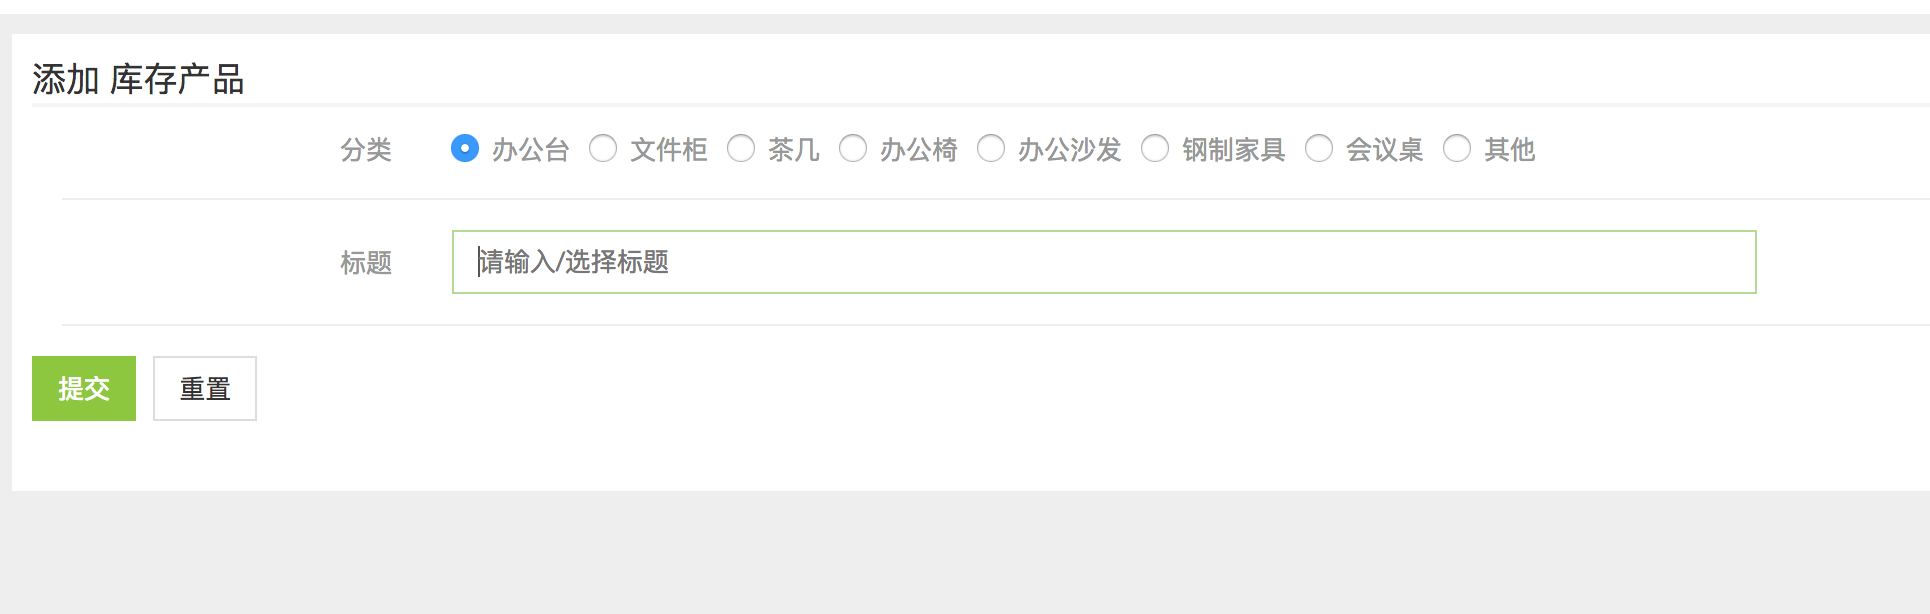 添加 库存产品
分类 办公台 文件柜 茶几 办公椅 办公沙发 钢制家具 会议桌 其他
标题 请输入/选择标题
提交 重置